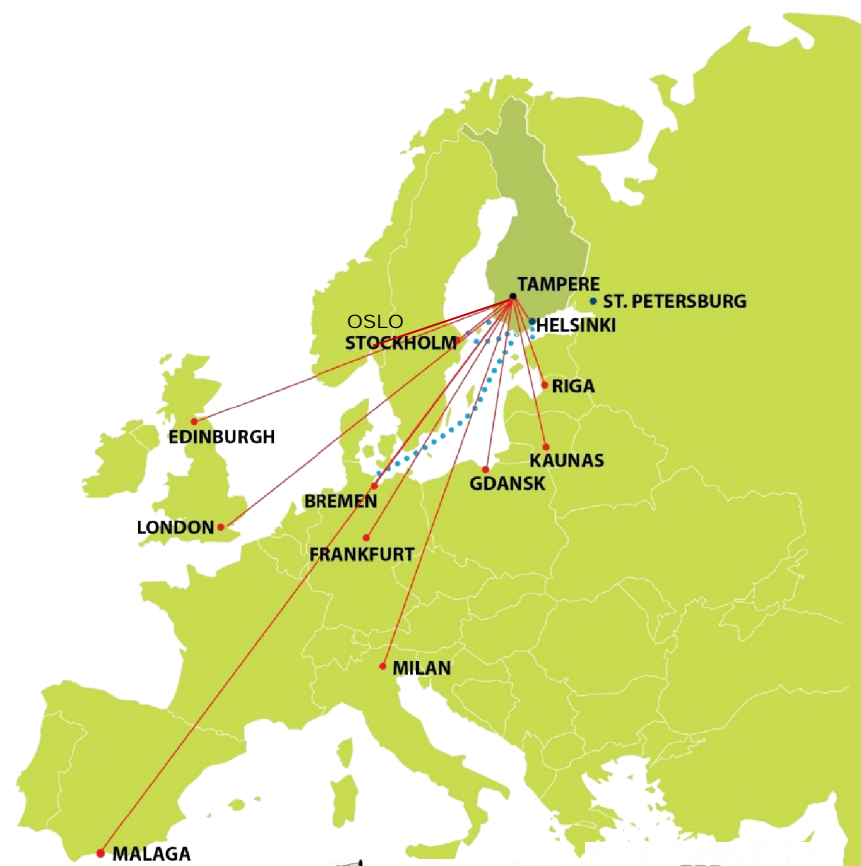 TAMPERE
ST. PETERSBURG
OSLO
HELSINKI
STOCKHOLM
RIGA
EDINBURGH
KAUNAS
GDANSK
BREMEN
LONDON
FRANKFURT
MILAN
MALAGA